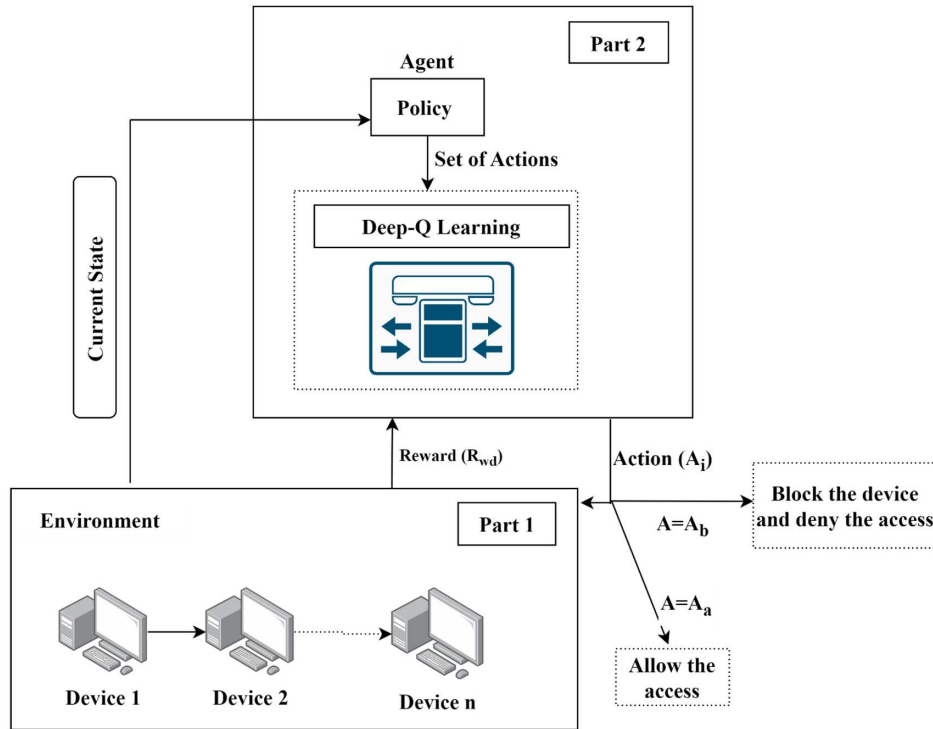 Part 2
Agent
Policy
Set of Actions
Deep-Q Learning
Current State
Reward (R_wd)
Action (A_i)
Block the device
and deny the access
A=A_b
A=A_a
Allow the
access
Environment
Part 1
Device 1
Device 2
Device n